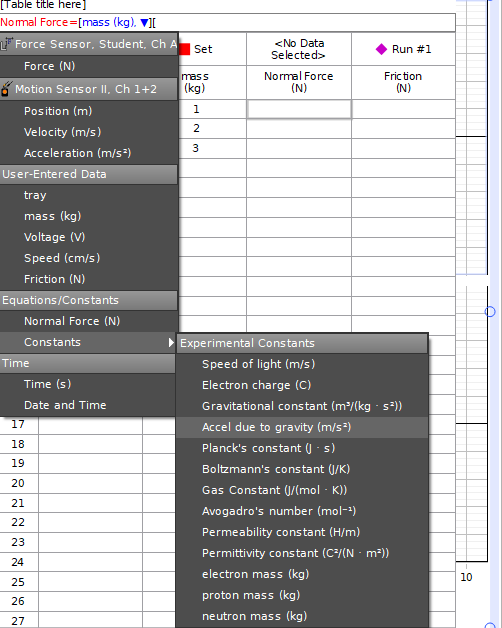 [Table title here]
Normal Force=[mass (kg), ▼][
Force Sensor, Student, Ch A
Force (N)
Motion Sensor II, Ch 1+2
Position (m)
Velocity (m/s)
Acceleration (m/s²)
User-Entered Data
tray
mass (kg)
Voltage (V)
Speed (cm/s)
Friction (N)
Equations/Constants
Normal Force (N)
Constants
Time
Time (s)
Date and Time
Set
<No Data
Selected>
Run #1
mass
(kg)
Normal Force
(N)
Friction
(N)
1
2
3
Experimental Constants
Speed of light (m/s)
Electron charge (C)
Gravitational constant (m³/(kg · s²))
Accel due to gravity (m/s²)
Planck's constant (J · s)
Boltzmann's constant (J/K)
Gas Constant (J/(mol · K))
Avogadro's number (mol⁻¹)
Permeability constant (H/m)
Permittivity constant (C²/(N · m²))
electron mass (kg)
proton mass (kg)
neutron mass (kg)
17
18
19
20
21
22
23
24
25
26
27
10